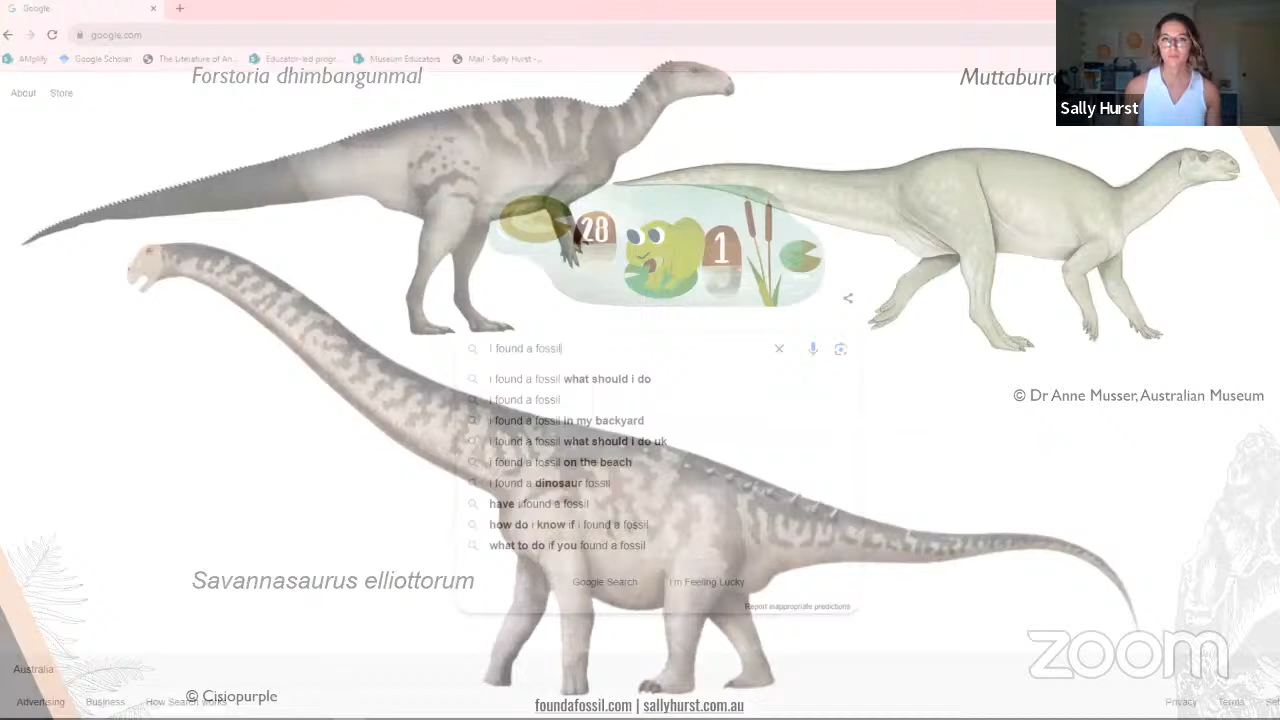 Google
google.com
AMplify
Google Scholar
The Literature of An...
Educator-led progr...
Museum Educators
Mail - Sally Hurst -...
About
Store
Forstoria dhimbangunmal
Muttaburra
Sally Hurst
28
1
I found a fossil
i found a fossil what should i do
i found a fossil
i found a fossil in my backyard
i found a fossil what should i do uk
i found a fossil on the beach
i found a dinosaur fossil
have i found a fossil
how do i know if i found a fossil
what to do if you found a fossil
Google Search
I'm Feeling Lucky
Report inappropriate predictions
© Dr Anne Musser, Australian Museum
Savannasaurus elliottorum
zoom
Australia
© Cisiopurple
Advertising
Business
How Search works
foundafossil.com | sallyhurst.com.au
Privacy
Terms